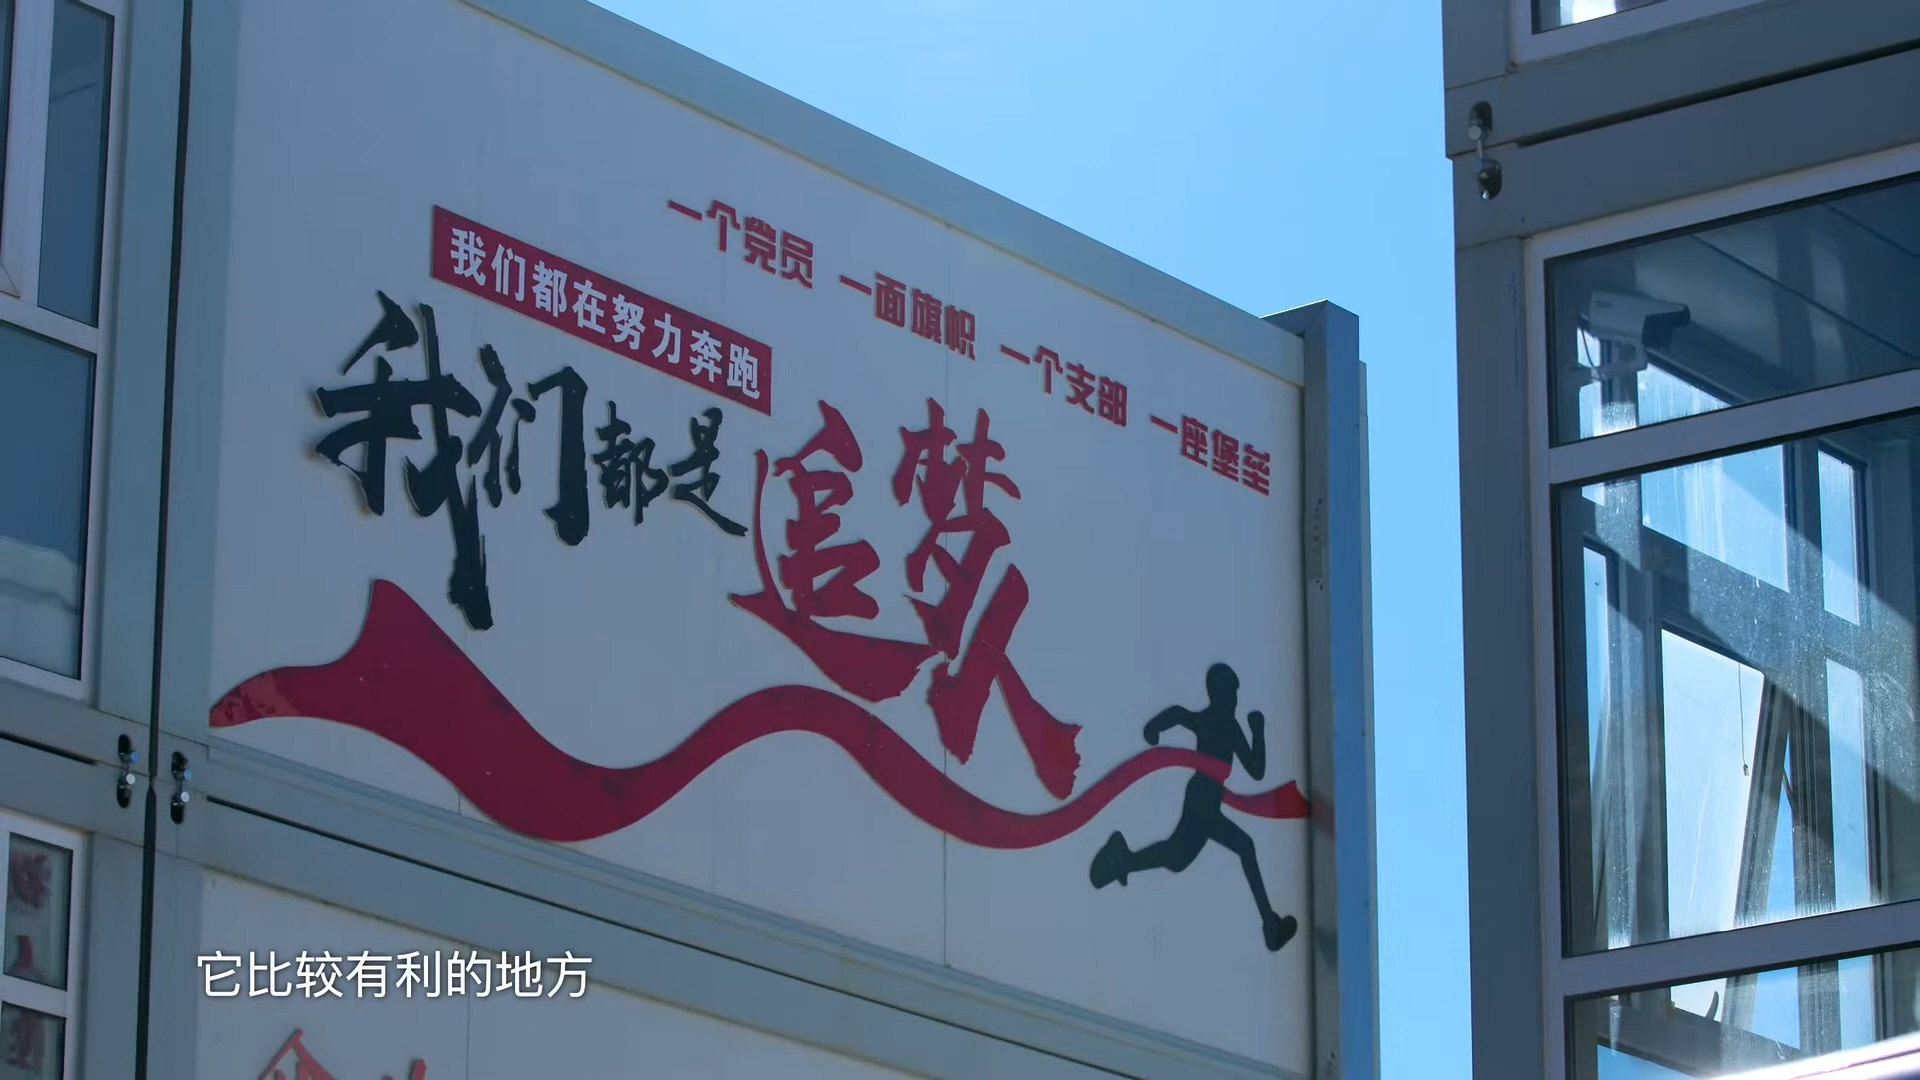 一个党员 一面旗帜 一个支部 一座堡垒
我们都在努力奔跑
我们都是追梦人
它比较有利的地方